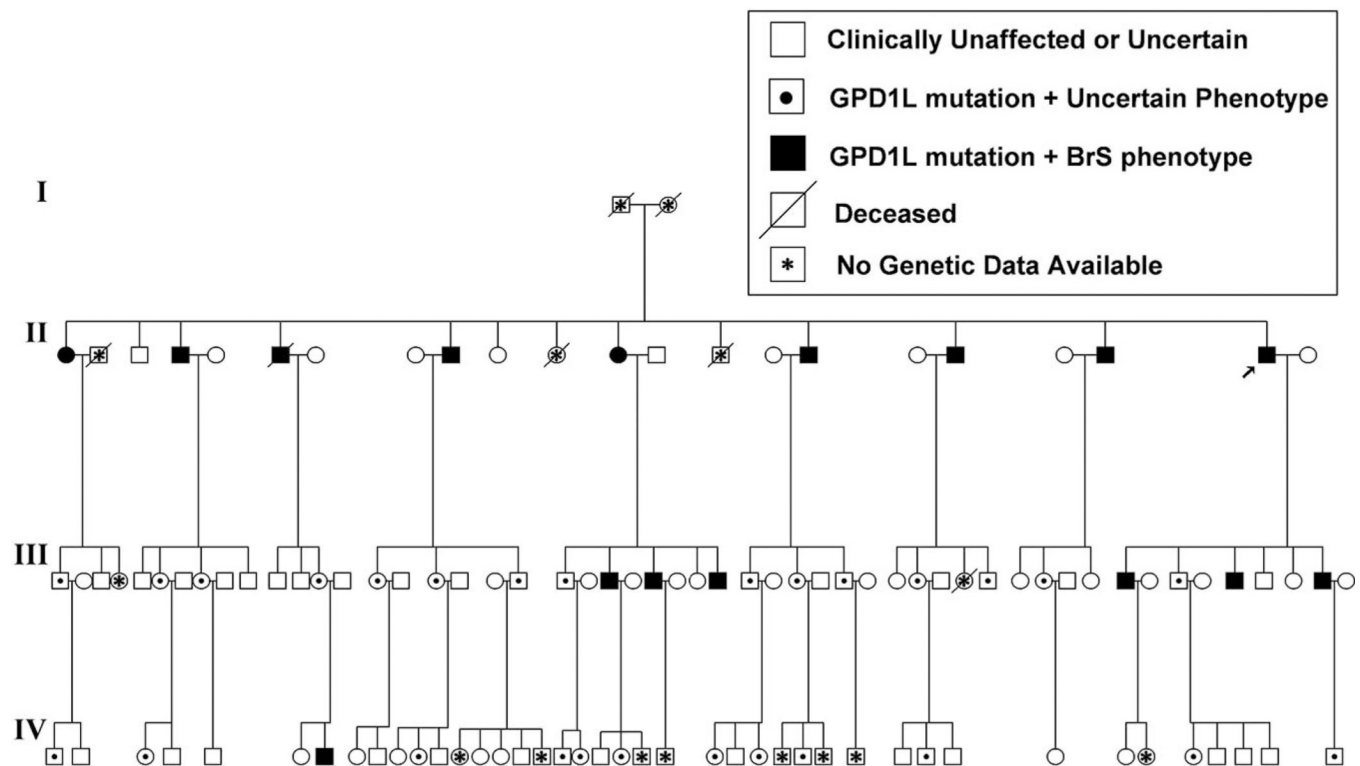 Clinically Unaffected or Uncertain
GPD1L mutation + Uncertain Phenotype
GPD1L mutation + BrS phenotype
Deceased
* No Genetic Data Available
I
II
III
IV